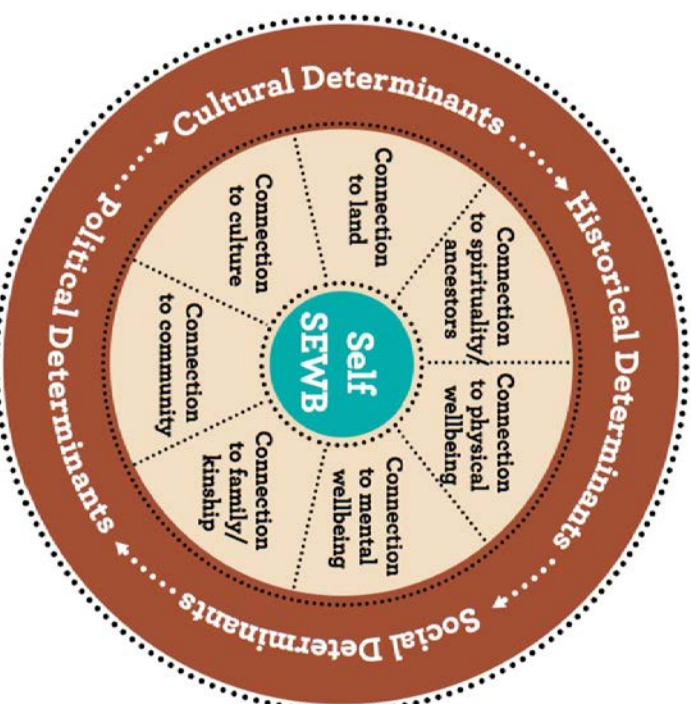 Historical Determinants
Social Determinants
Political Determinants
Cultural Determinants
Connection
to spirituality/
ancestors
Connection
to physical
wellbeing
Connection
to mental
wellbeing
Connection
to family/
kinship
Connection
to community
Connection
to culture
Connection
to land
Self
SEWB